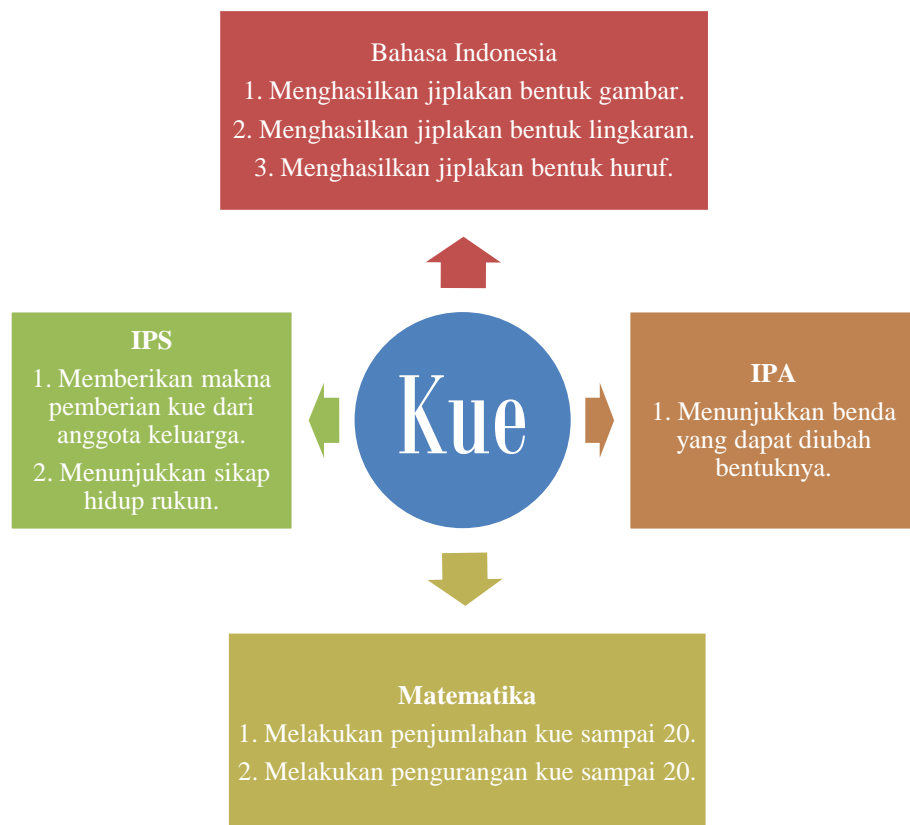 Bahasa Indonesia
1. Menghasilkan jiplakan bentuk gambar.
2. Menghasilkan jiplakan bentuk lingkaran.
3. Menghasilkan jiplakan bentuk huruf.
IPS
1. Memberikan makna
pemberian kue dari
anggota keluarga.
2. Menunjukkan sikap
hidup rukun.
Kue
IPA
1. Menunjukkan benda
yang dapat diubah
bentuknya.
Matematika
1. Melakukan penjumlahan kue sampai 20.
2. Melakukan pengurangan kue sampai 20.